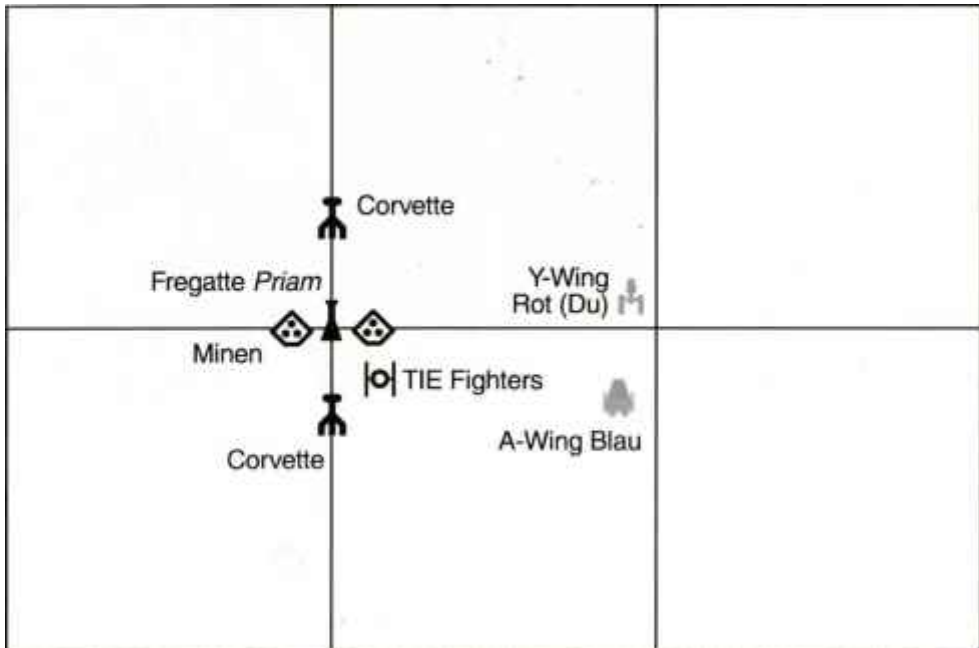 Corvette
Fregatte Priam
Y-Wing
Rot (Du)
Minen
TIE Fighters
A-Wing Blau
Corvette